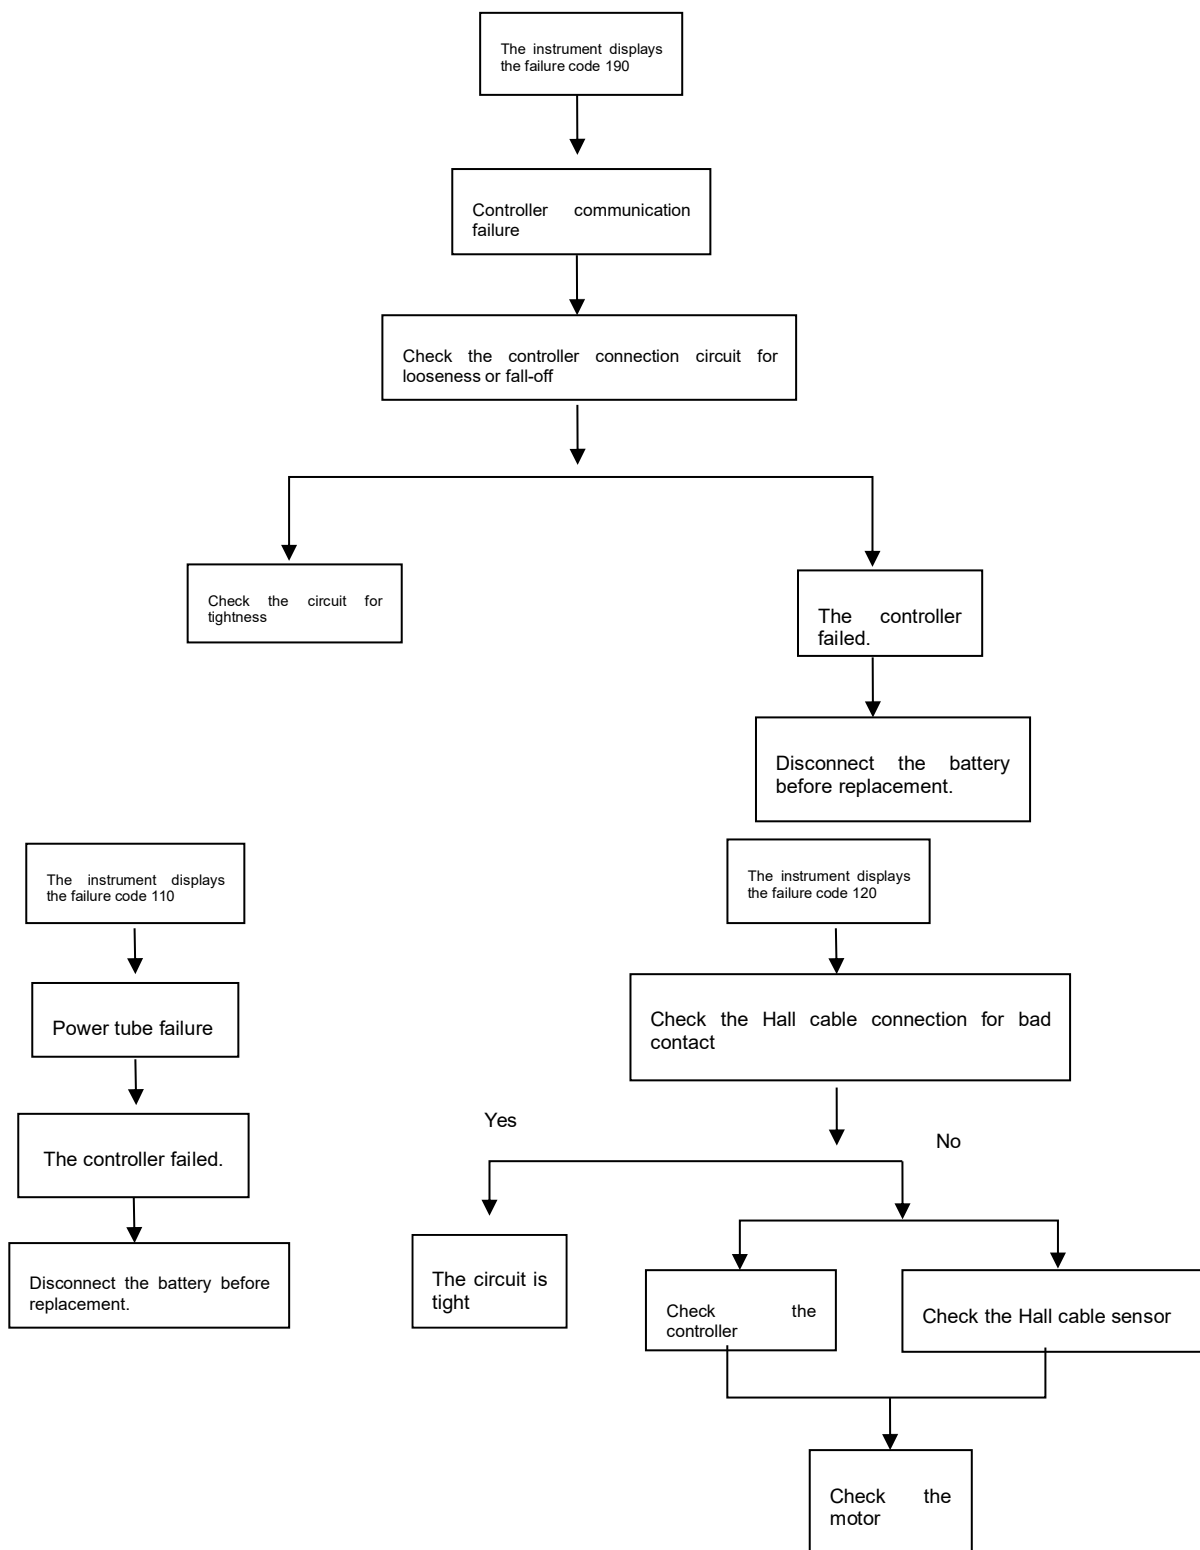 The instrument displays
the failure code 190
Controller communication
failure
Check the controller connection circuit for
looseness or fall-off
Check the circuit for
tightness
The controller
failed.
Disconnect the battery
before replacement.
The instrument displays
the failure code 110
Power tube failure
The controller failed.
Disconnect the battery before
replacement.
The instrument displays
the failure code 120
Check the Hall cable connection for bad
contact
Yes
No
The circuit is
tight
Check the
controller
Check the Hall cable sensor
Check the
motor